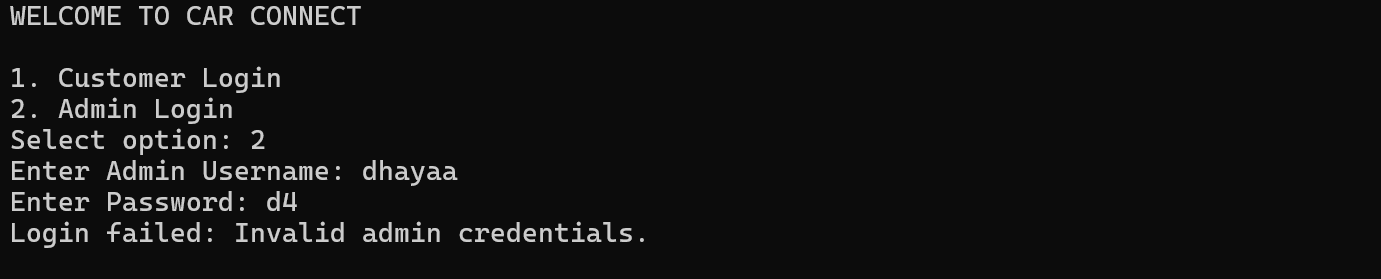 WELCOME TO CAR CONNECT
1. Customer Login
2. Admin Login
Select option: 2
Enter Admin Username: dhayaa
Enter Password: d4
Login failed: Invalid admin credentials.